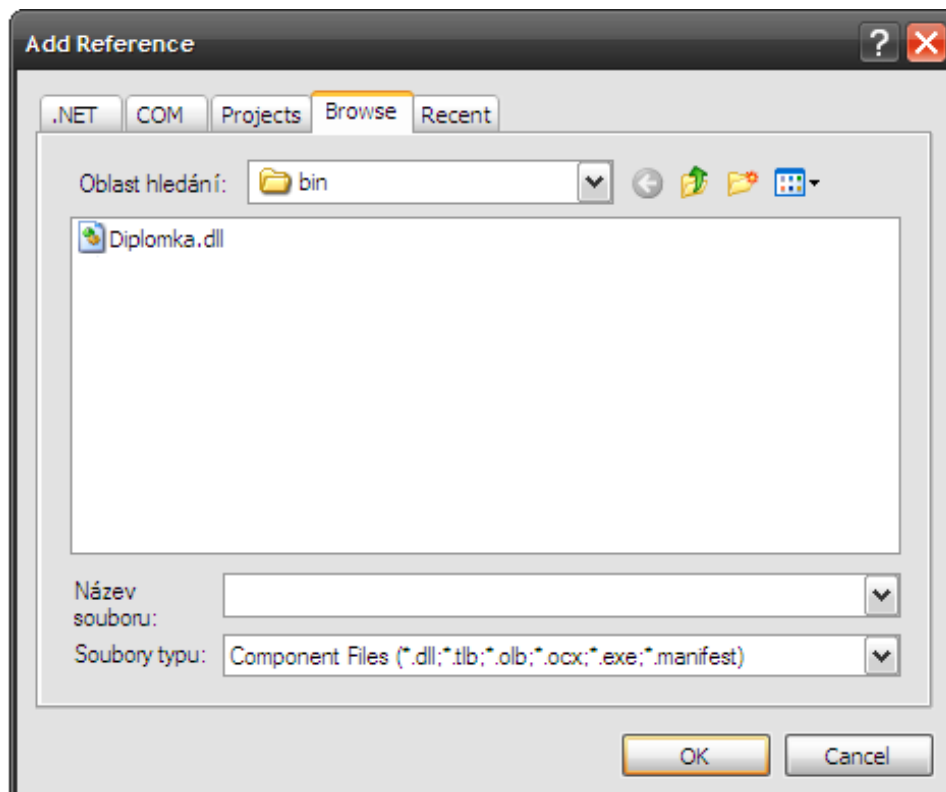 Add Reference
.NET COM Projects Browse Recent
Oblast hledání: bin
Diplomka.dll
Název
souboru:
Soubory typu: Component Files (*.dll;*.tlb;*.olb;*.ocx;*.exe;*.manifest)
OK Cancel